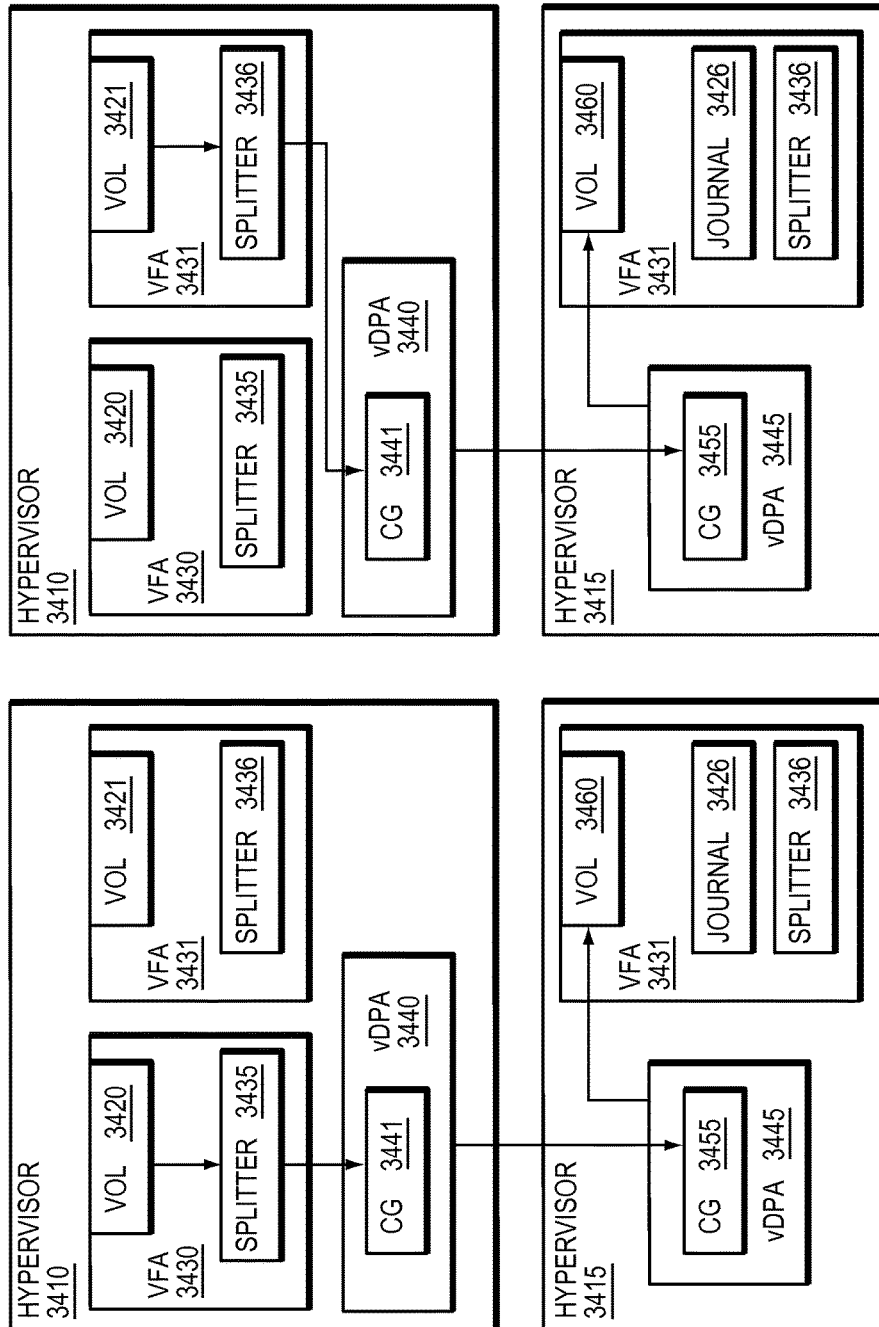 HYPERVISOR
3410
VFA
3430
VOL 3420
SPLITTER 3435
VFA
3431
VOL 3421
SPLITTER 3436
vDPA
3440
CG 3441
HYPERVISOR
3415
CG 3455
vDPA 3445
VFA
3431
VOL 3460
JOURNAL 3426
SPLITTER 3436
HYPERVISOR
3410
VFA
3430
VOL 3420
SPLITTER 3435
VFA
3431
VOL 3421
SPLITTER 3436
vDPA
3440
CG 3441
HYPERVISOR
3415
CG 3455
vDPA 3445
VFA
3431
VOL 3460
JOURNAL 3426
SPLITTER 3436